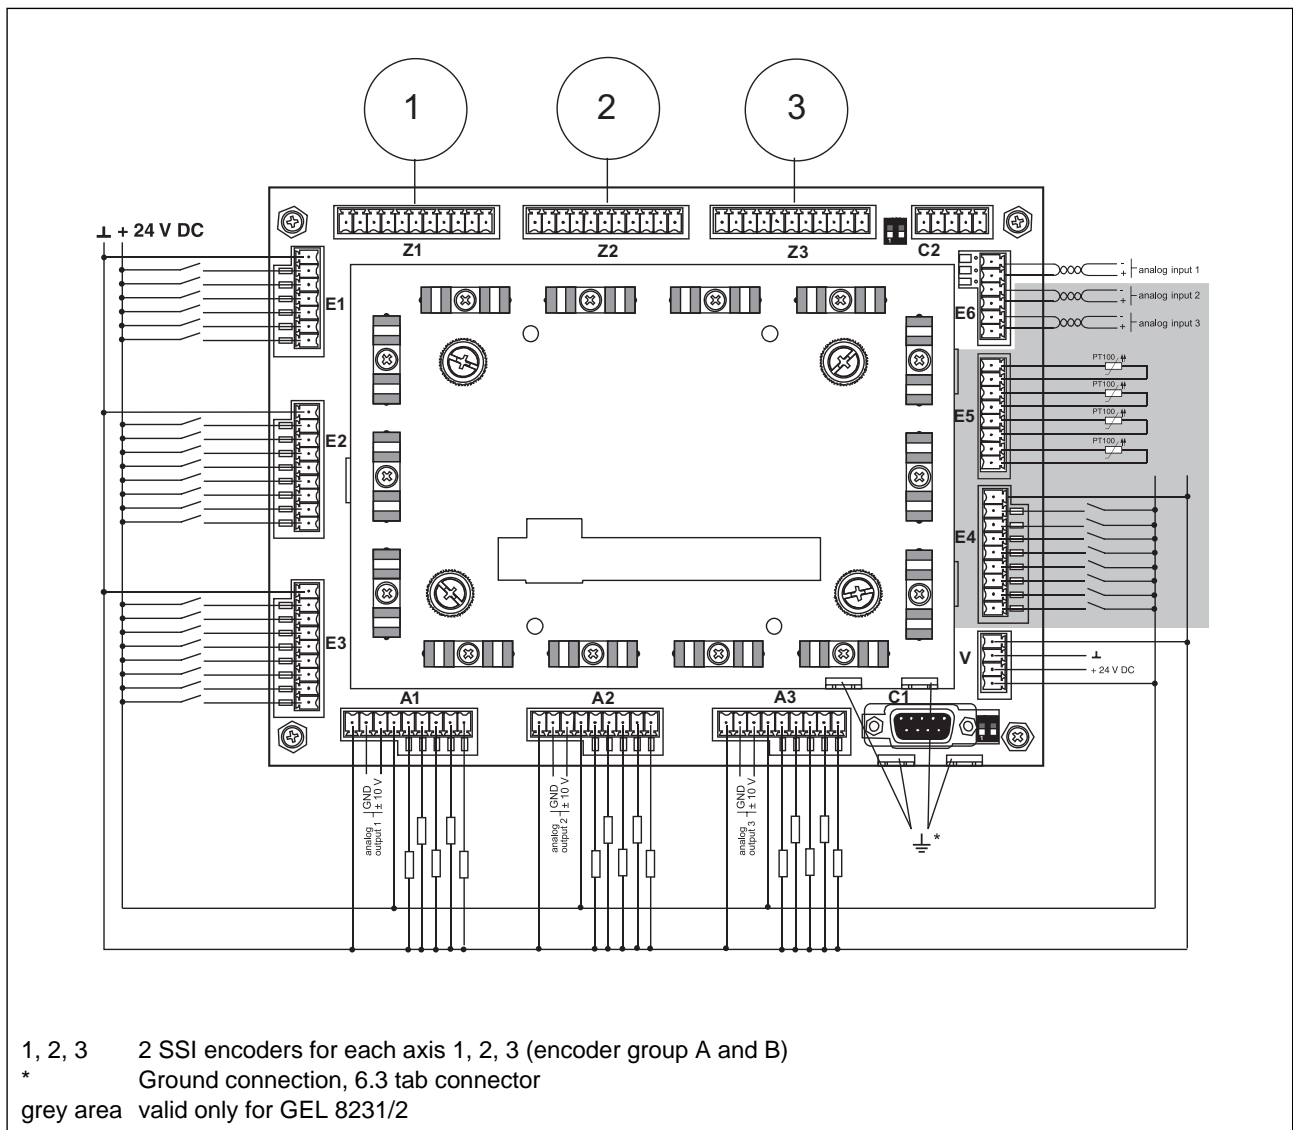 1
2
3
⊥ + 24 V DC
Z1
Z2
Z3
C2
E1
E6
- analog input 1
+
- analog input 2
+
- analog input 3
+
E2
E5
PT100
PT100
PT100
PT100
E3
E4
V
⊥
+ 24 V DC
A1
A2
A3
C1
analog output 1
GND
± 10 V
analog output 2
GND
± 10 V
analog output 3
GND
± 10 V
*
1, 2, 3 2 SSI encoders for each axis 1, 2, 3 (encoder group A and B)
* Ground connection, 6.3 tab connector
grey area valid only for GEL 8231/2